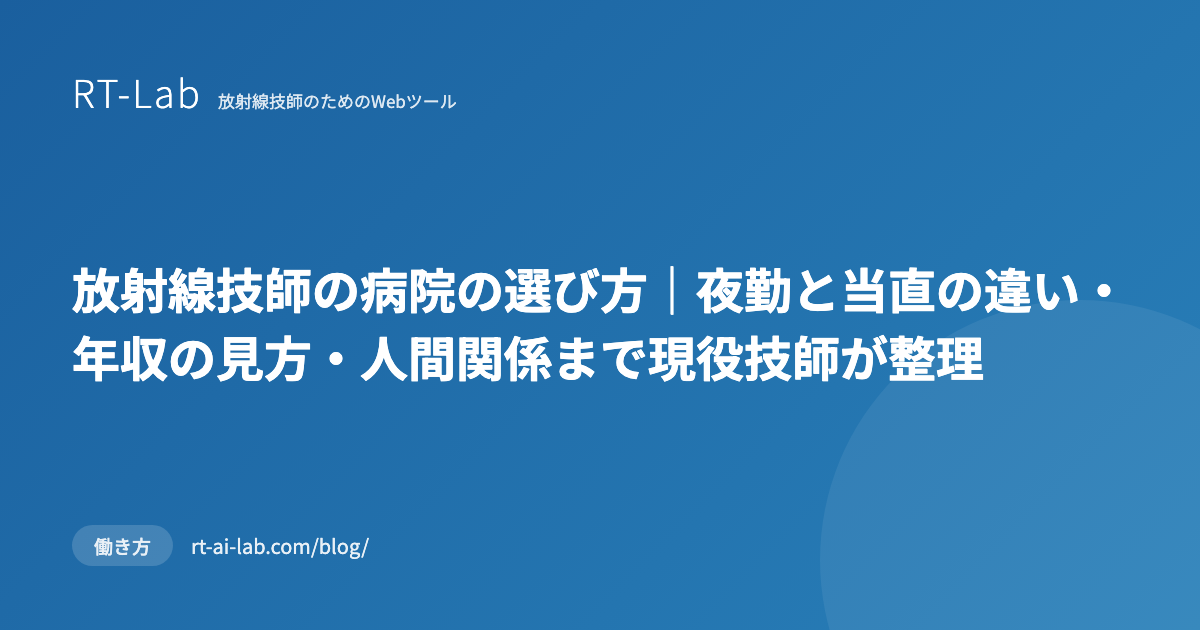 RT-Lab 放射線技師のためのWebツール
放射線技師の病院の選び方｜夜勤と当直の違い・
年収の見方・人間関係まで現役技師が整理
働き方 rt-ai-lab.com/blog/